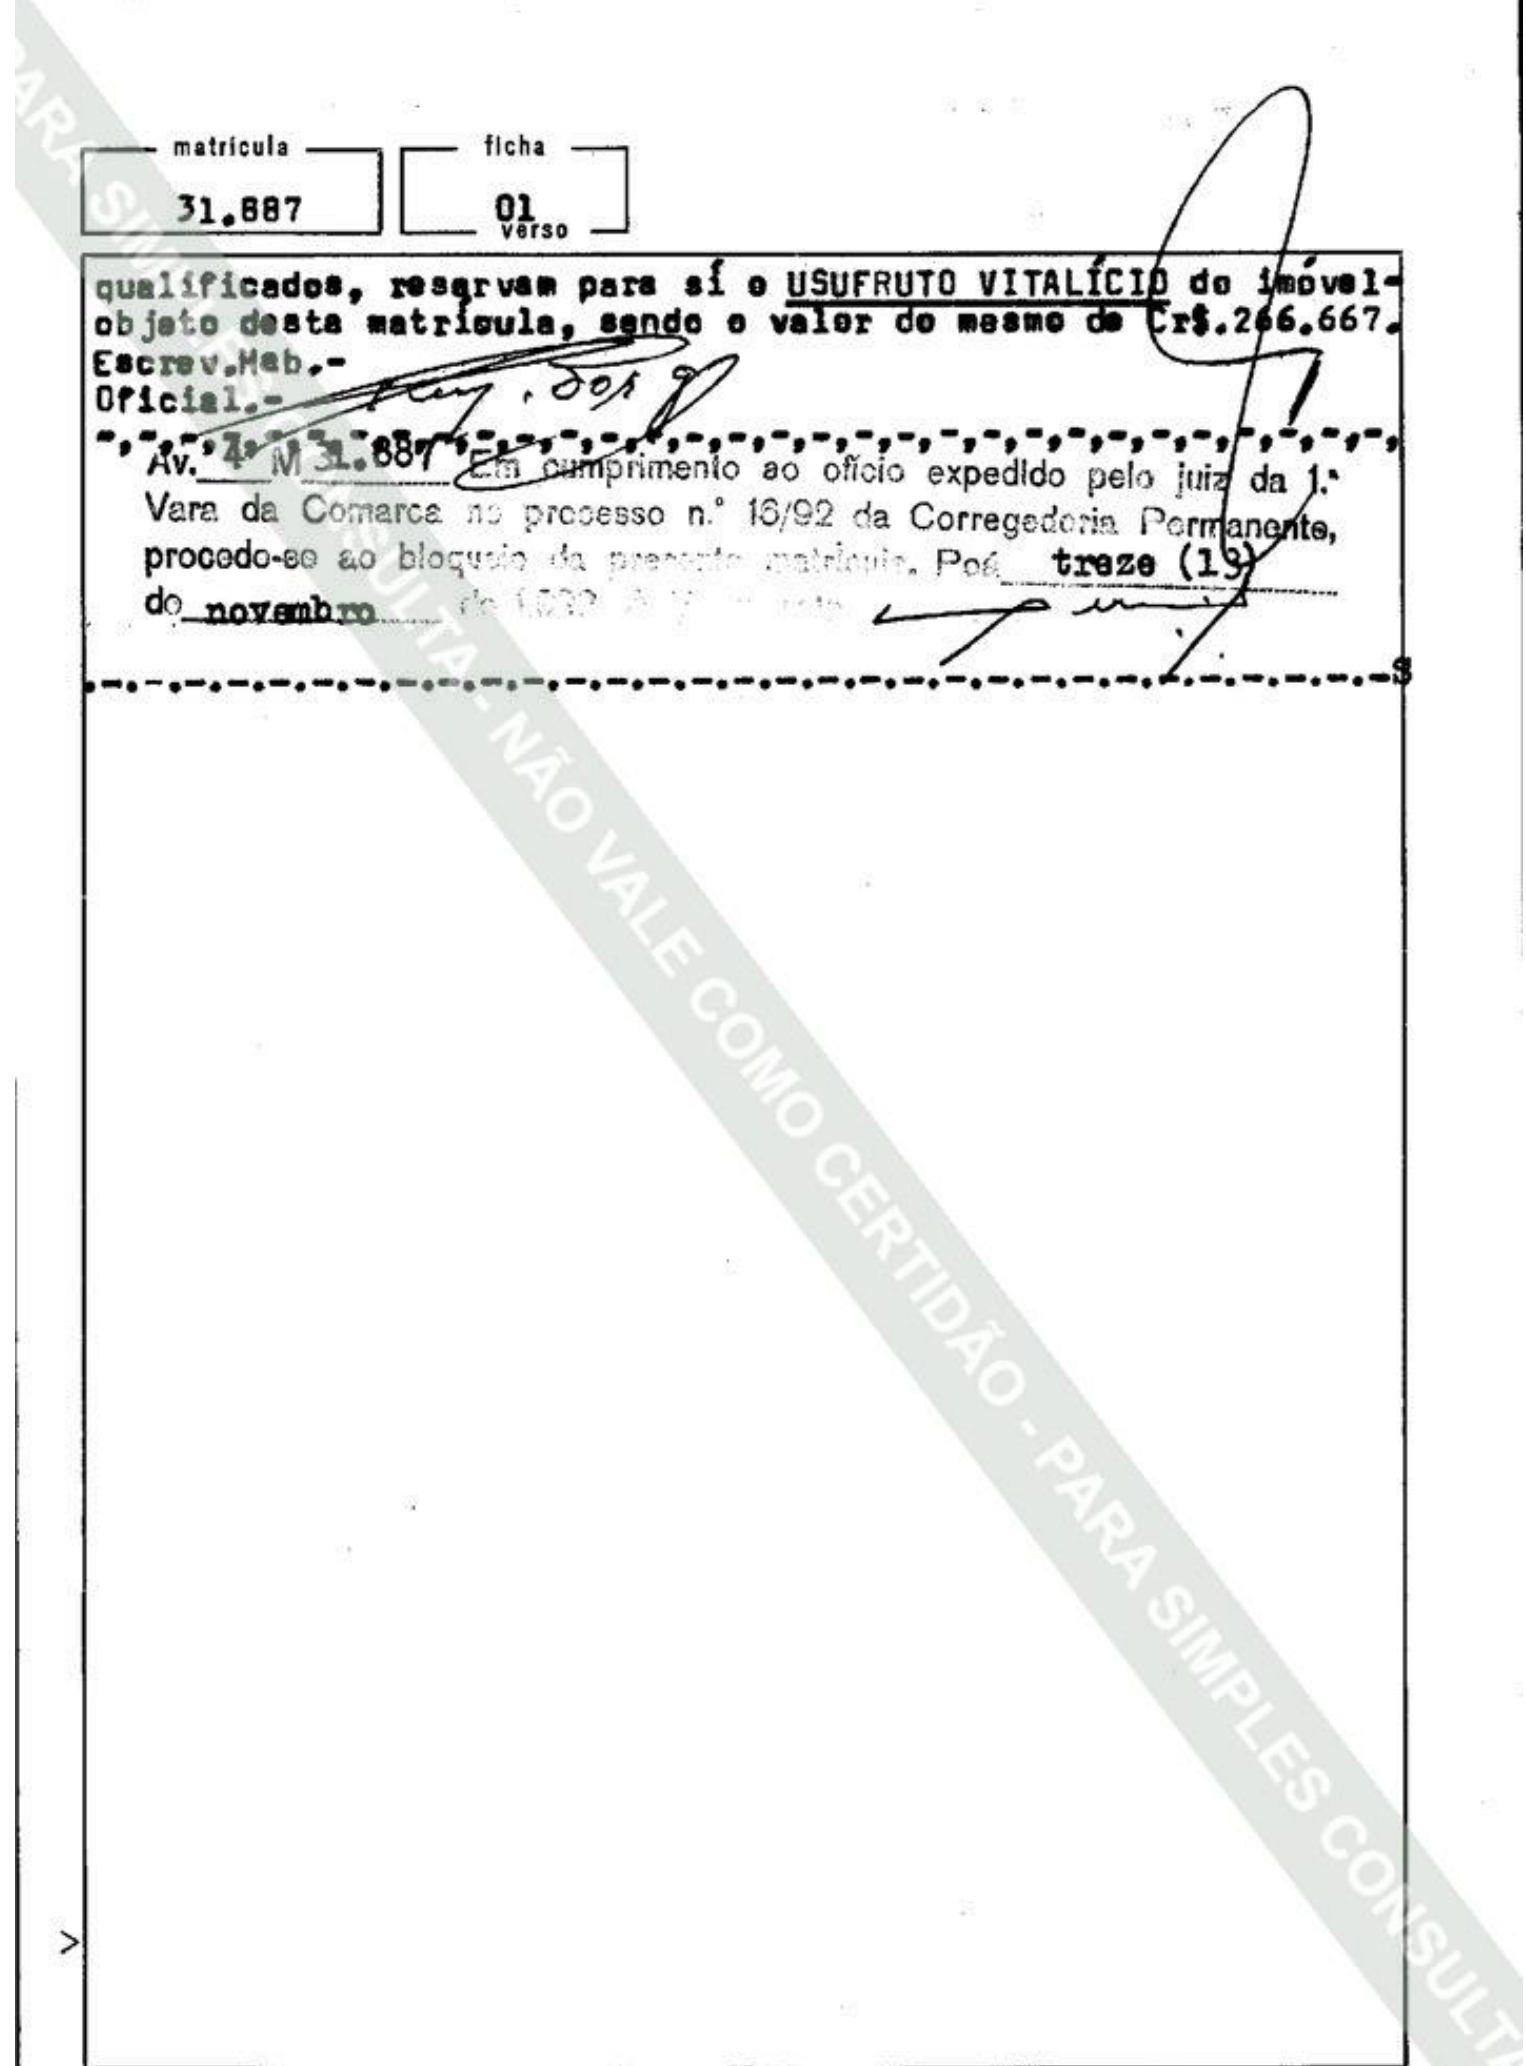 matrícula
ficha
31.887
01
verso
qualificados, reservam para sí o USUFRUTO VITALÍCIO do imóvel-
objeto desta matrícula, sendo o valor do mesmo de Cr$.266.667.
Escrev.Hab.-
Oficial.-
Av. 4 M 31.887 Em cumprimento ao ofício expedido pelo juiz da 1.ª
Vara da Comarca no processo n.º 16/92 da Corregedoria Permanente,
procede-se ao bloqueio da presente matrícula. Poá treze (13)
de novembro de
PARA SIMPLES CONSULTA - NÃO VALE COMO CERTIDÃO - PARA SIMPLES CONSULTA